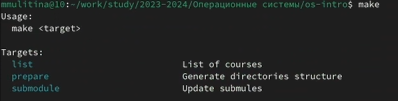 mmulitina@10:~/work/study/2023-2024/Операционные системы/os-intro$ make
Usage:
  make <target>

Targets:
  list                          List of courses
  prepare                       Generate directories structure
  submodule                     Update submules